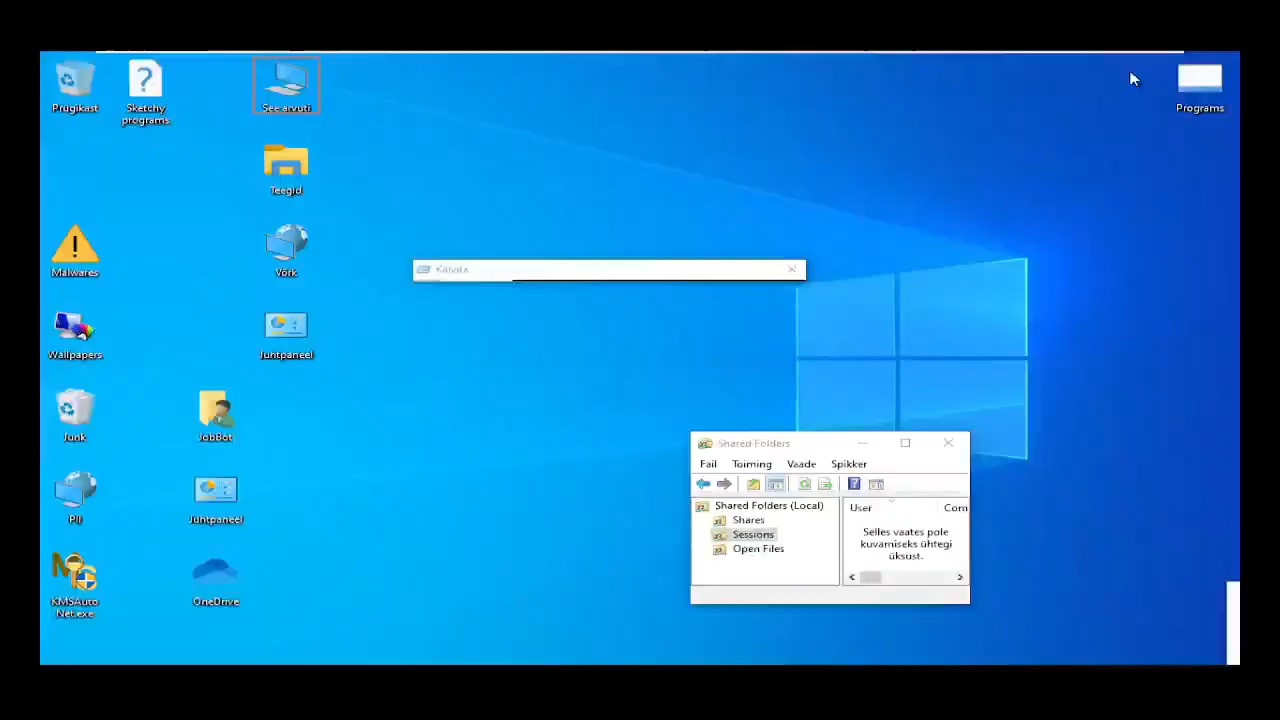 Prügikast
Sketchy
programs
See arvuti
Programs
Teegid
Malwares
Võrk
Käivita
Wallpapers
Juhtpaneel
Junk
JobBot
Shared Folders
Fail Toiming Vaade Spikker
Shared Folders (Local)
Shares
Sessions
Open Files
User Com
Selles vaates pole
kuvamiseks ühtegi
üksust.
Pil
Juhtpaneel
KMSAuto
Net.exe
OneDrive